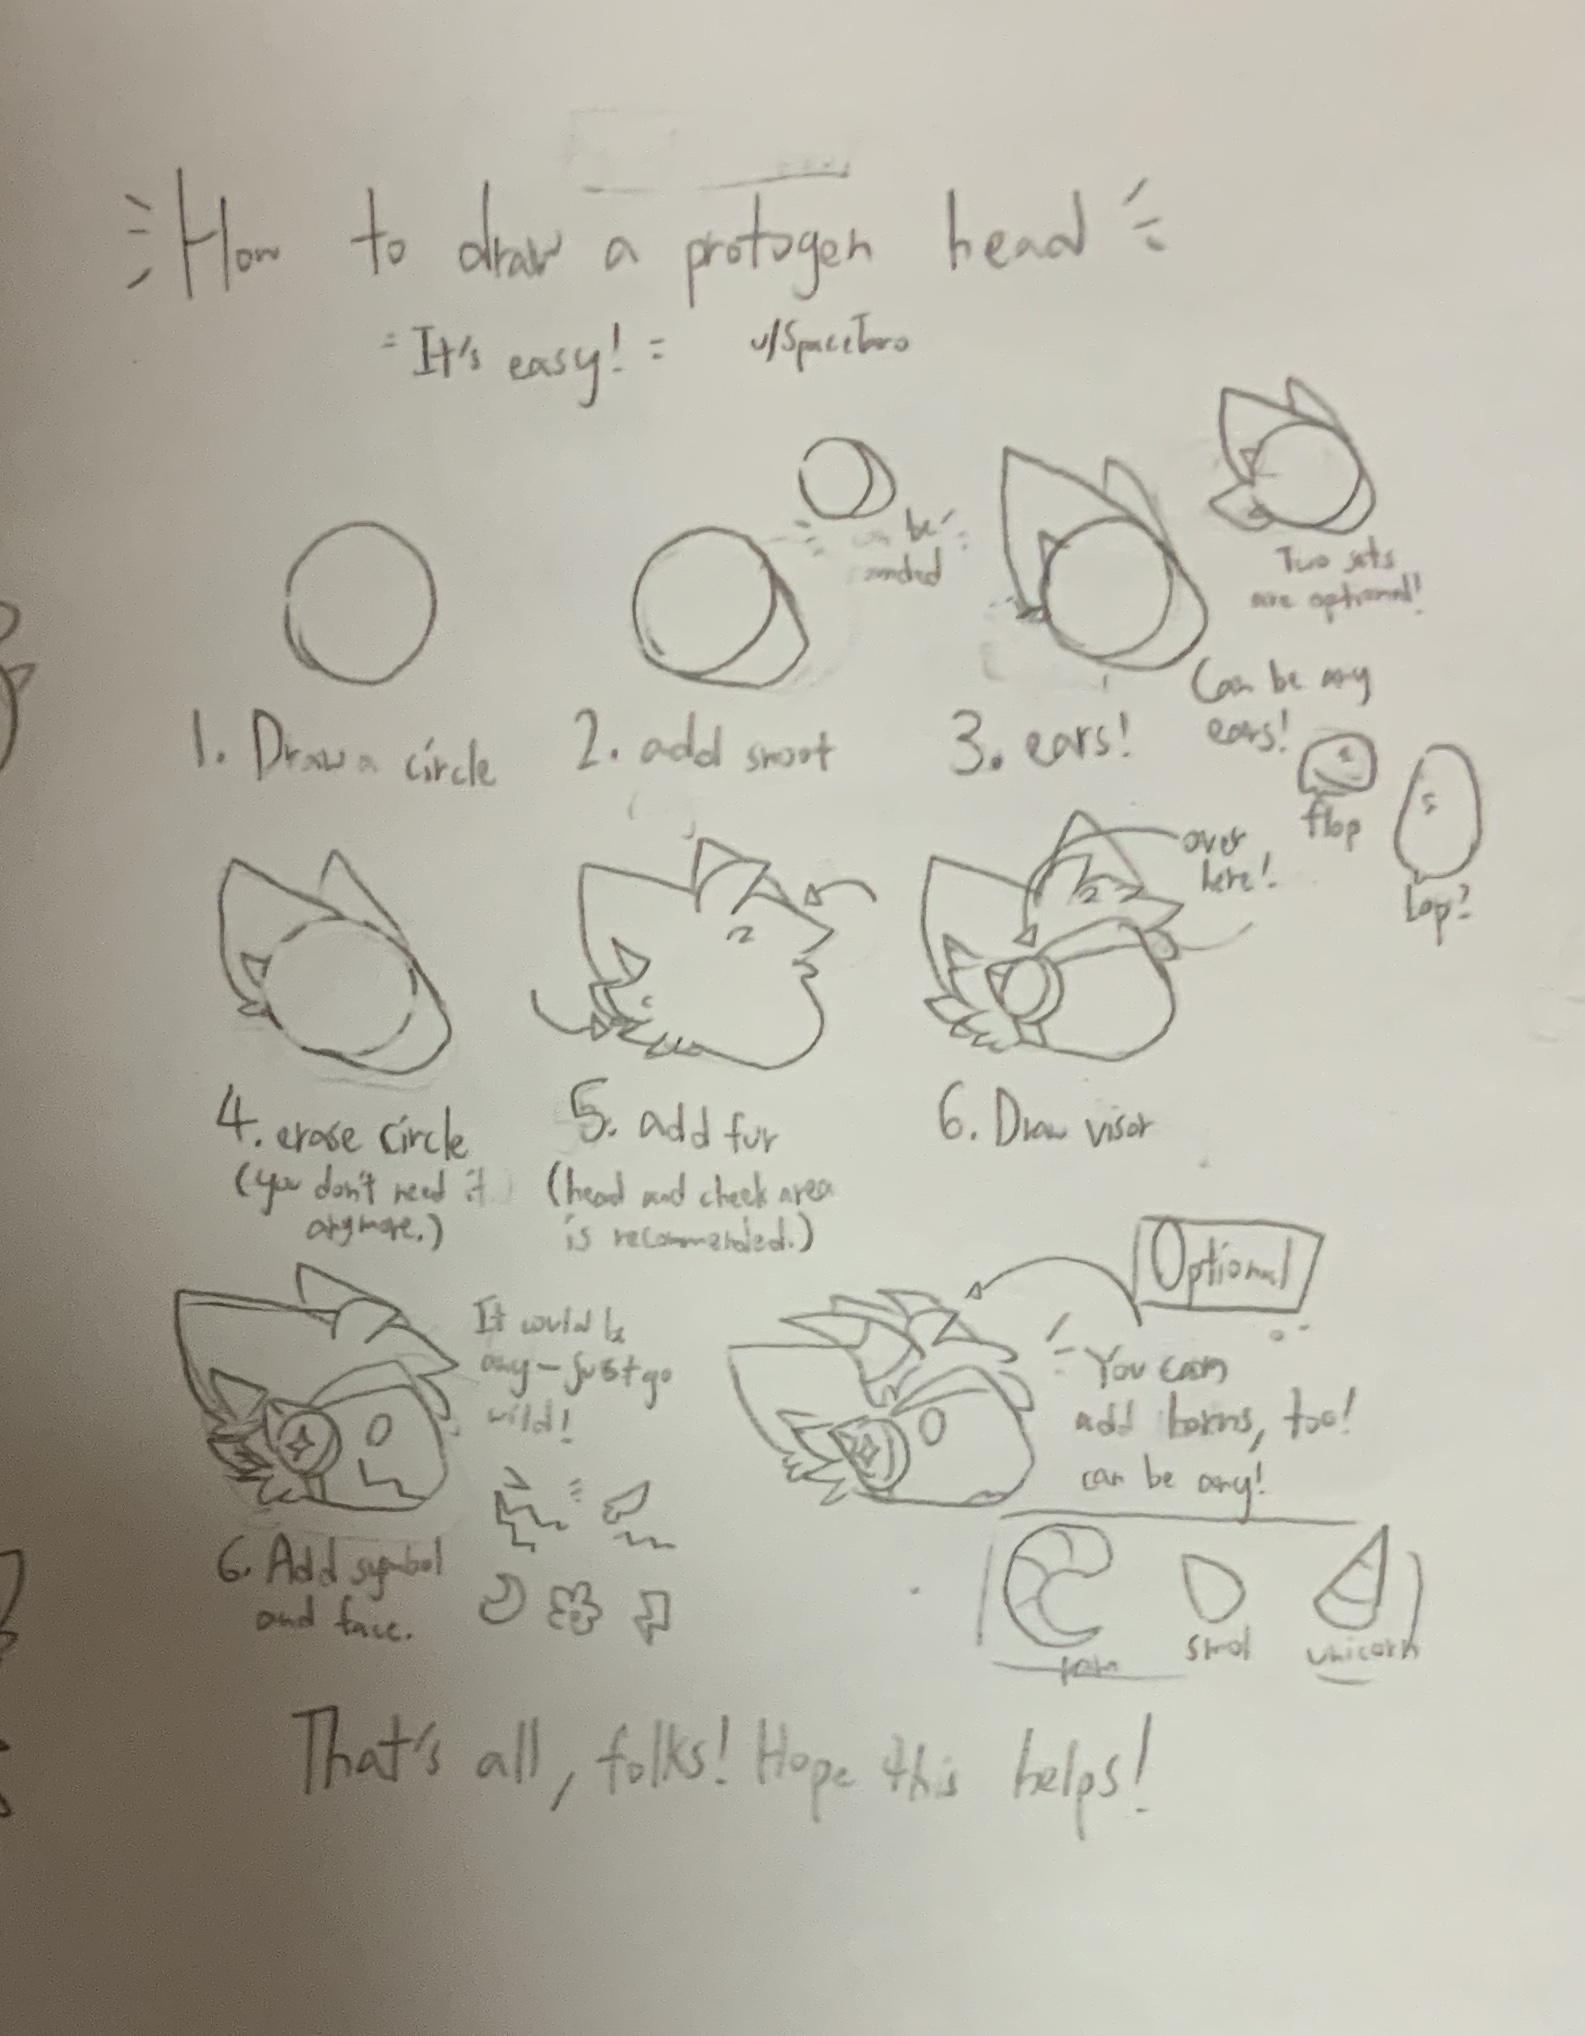 How to draw a protogen head
It's easy!
u/SpaceTaro
can be
rounded
Two sets
are optional!
Can be any
ears!
1. Draw a circle
2. add snoot
3. ears!
flop
lop?
over
here!
4. erase circle
(you don't need it
anymore.)
5. add fur
(head and cheek area
is recommended.)
6. Draw visor
Optional
It would be
any - just go
wild!
You can
add horns, too!
can be any!
6. Add symbol
and face.
ram
smol
unicorn
That's all, folks! Hope this helps!